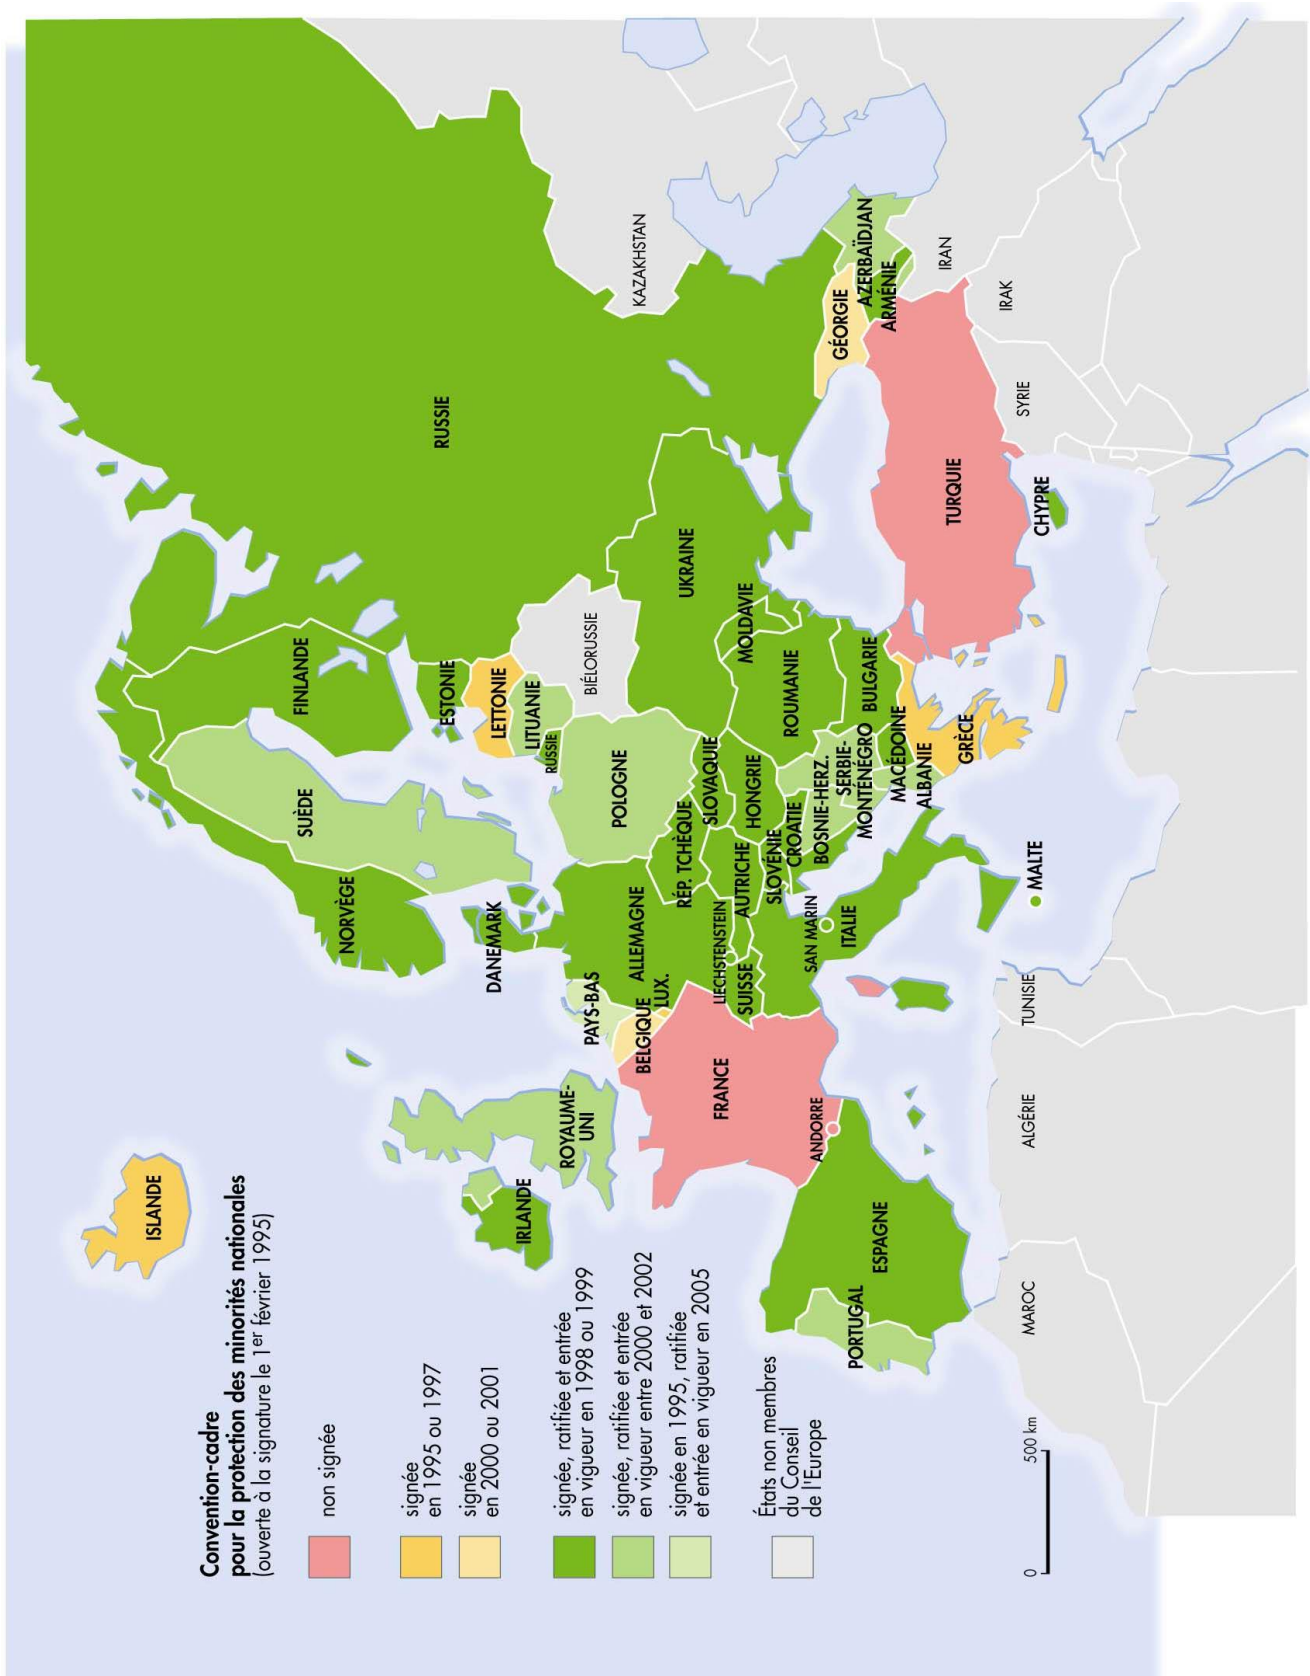 Convention-cadre
pour la protection des minorités nationales
(ouverte à la signature le 1er février 1995)
non signée
signée
en 1995 ou 1997
signée
en 2000 ou 2001
signée, ratifiée et entrée
en vigueur en 1998 ou 1999
signée, ratifiée et entrée
en vigueur entre 2000 et 2002
signée en 1995, ratifiée
et entrée en vigueur en 2005
États non membres
du Conseil
de l'Europe
0 500 km
ISLANDE
NORVÈGE
SUÈDE
FINLANDE
RUSSIE
ESTONIE
LETTONIE
LITUANIE
RUSSIE
DANEMARK
IRLANDE
ROYAUME-
UNI
PAYS-BAS
BELGIQUE
LUX.
ALLEMAGNE
POLOGNE
BIÉLORUSSIE
UKRAINE
KAZAKHSTAN
RÉP. TCHÈQUE
SLOVAQUIE
LIECHSTENSTEIN
SUISSE
AUTRICHE
HONGRIE
MOLDAVIE
ROUMANIE
FRANCE
SLOVÉNIE
CROATIE
BOSNIE-HERZ.
SERBIE-
MONTÉNÉGRO
BULGARIE
MACÉDOINE
ALBANIE
GRÈCE
ANDORRE
SAN MARIN
ITALIE
PORTUGAL
ESPAGNE
GÉORGIE
AZERBAÏDJAN
ARMÉNIE
TURQUIE
IRAN
IRAK
SYRIE
CHYPRE
MALTE
MAROC
ALGÉRIE
TUNISIE